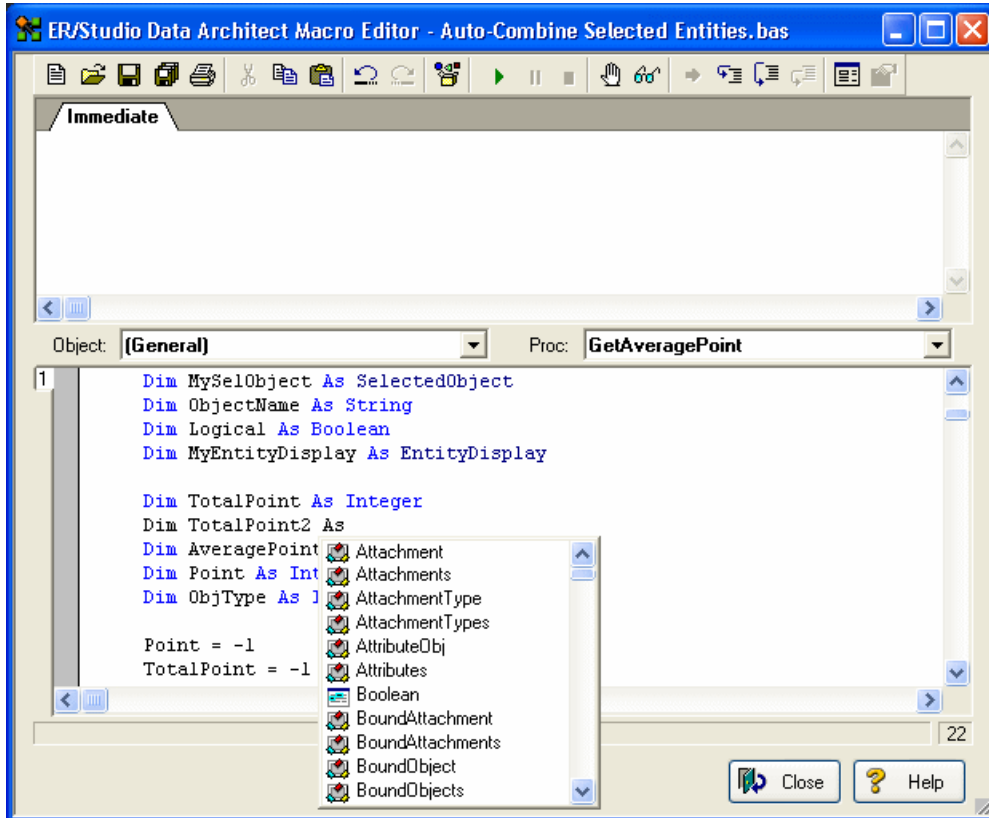 ER/Studio Data Architect Macro Editor - Auto-Combine Selected Entities.bas
Immediate
Object: (General) Proc: GetAveragePoint
1
Dim MySelObject As SelectedObject
Dim ObjectName As String
Dim Logical As Boolean
Dim MyEntityDisplay As EntityDisplay
Dim TotalPoint As Integer
Dim TotalPoint2 As
Dim AveragePoint
Dim Point As Int
Dim ObjType As I
Point = -1
TotalPoint = -1
Attachment
Attachments
AttachmentType
AttachmentTypes
AttributeObj
Attributes
Boolean
BoundAttachment
BoundAttachments
BoundObject
BoundObjects
22
Close Help